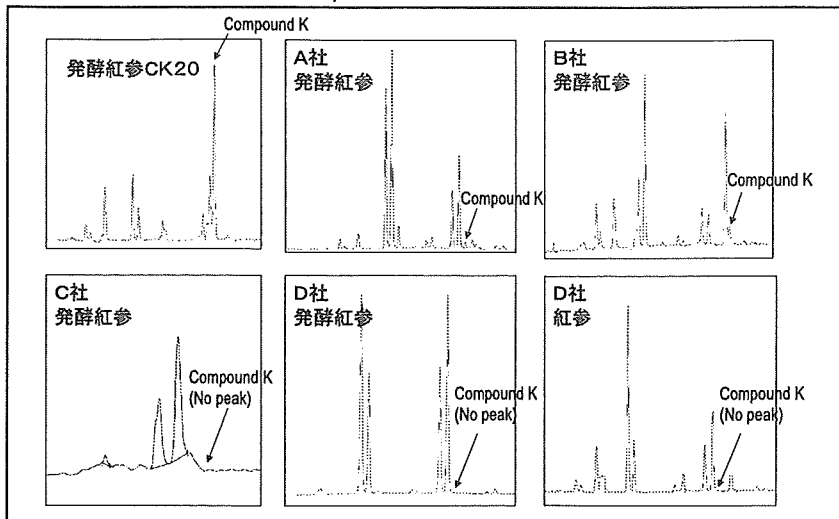 Compound K
発酵紅参CK20
A社
発酵紅参
Compound K
B社
発酵紅参
Compound K
C社
発酵紅参
Compound K
(No peak)
D社
発酵紅参
Compound K
(No peak)
D社
紅参
Compound K
(No peak)